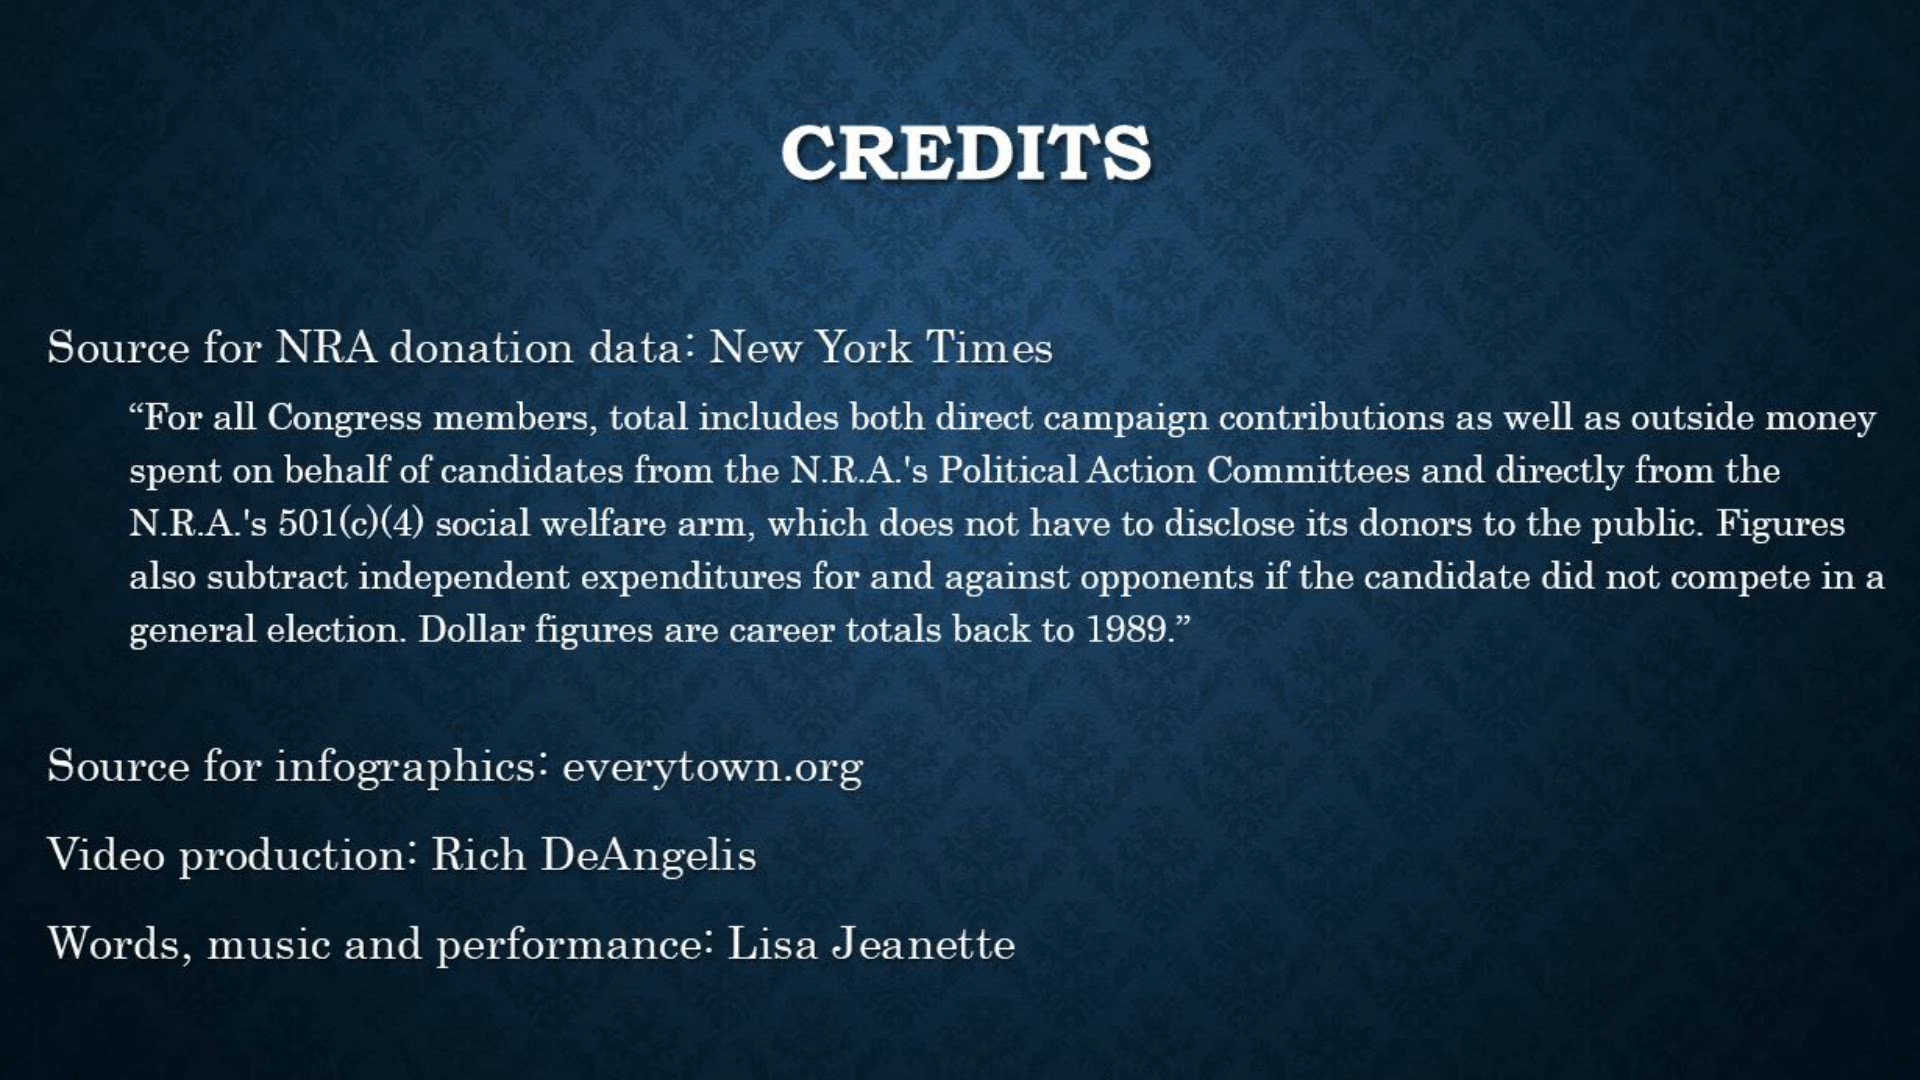 CREDITS
Source for NRA donation data: New York Times
“For all Congress members, total includes both direct campaign contributions as well as outside money
spent on behalf of candidates from the N.R.A.'s Political Action Committees and directly from the
N.R.A.'s 501(c)(4) social welfare arm, which does not have to disclose its donors to the public. Figures
also subtract independent expenditures for and against opponents if the candidate did not compete in a
general election. Dollar figures are career totals back to 1989.”
Source for infographics: everytown.org
Video production: Rich DeAngelis
Words, music and performance: Lisa Jeanette